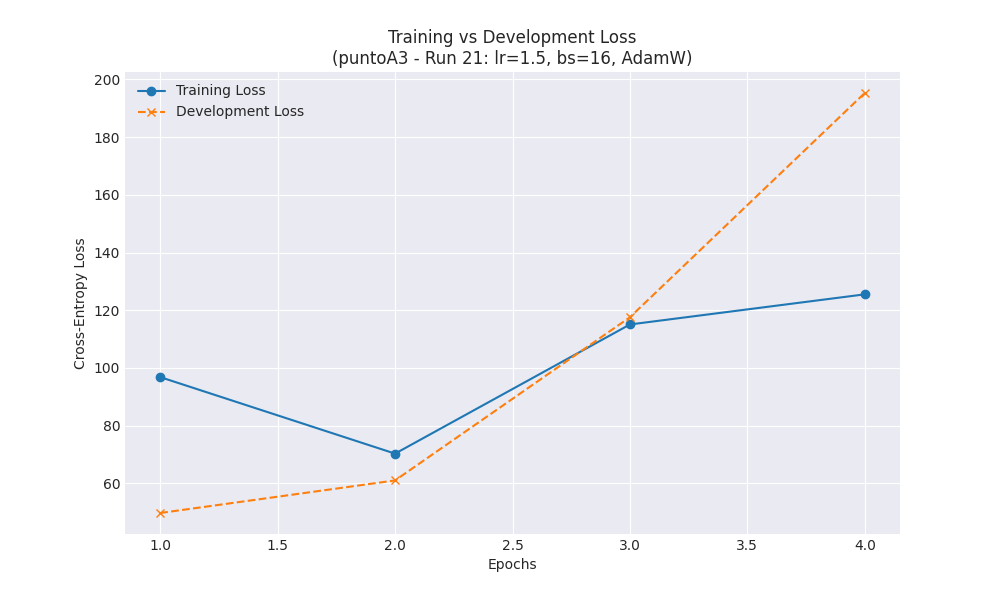 Training vs Development Loss
(puntoA3 - Run 21: lr=1.5, bs=16, AdamW)
Training Loss
Development Loss
Cross-Entropy Loss
200
180
160
140
120
100
80
60
1.0 1.5 2.0 2.5 3.0 3.5 4.0
Epochs